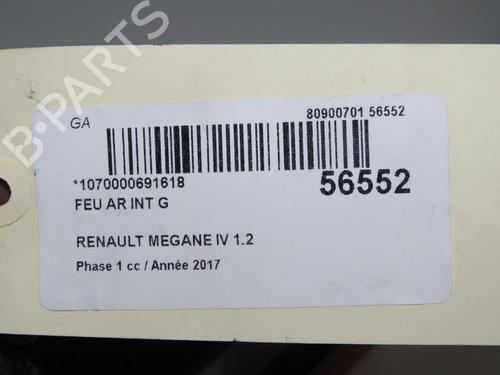 GA
80900701 56552
*1070000691618
56552
FEU AR INT G
RENAULT MEGANE IV 1.2
Phase 1 cc / Année 2017
B-PARTS